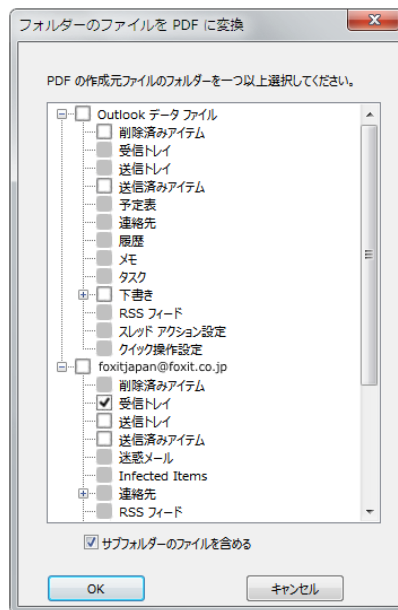 フォルダーのファイルを PDF に変換
PDF の作成元ファイルのフォルダーを一つ以上選択してください。
Outlook データ ファイル
削除済みアイテム
受信トレイ
送信トレイ
送信済みアイテム
予定表
連絡先
履歴
メモ
タスク
下書き
RSS フィード
スレッド アクション設定
クイック操作設定
foxitjapan@foxit.co.jp
削除済みアイテム
受信トレイ
送信トレイ
送信済みアイテム
迷惑メール
Infected Items
連絡先
RSS フィード
サブフォルダーのファイルを含める
OK
キャンセル